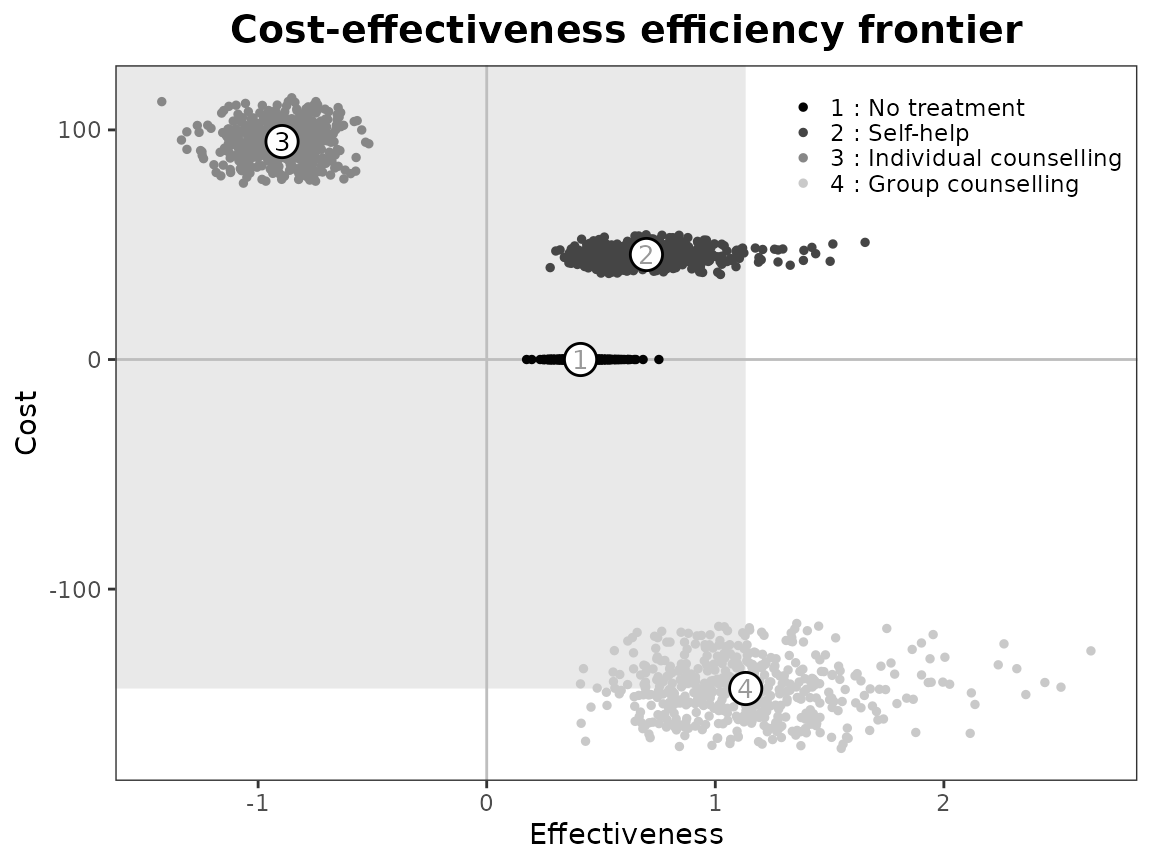 Cost-effectiveness efficiency frontier
1 : No treatment
2 : Self-help
3 : Individual counselling
4 : Group counselling
100
0
-100
Cost
3
2
1
4
-1 0 1 2
Effectiveness